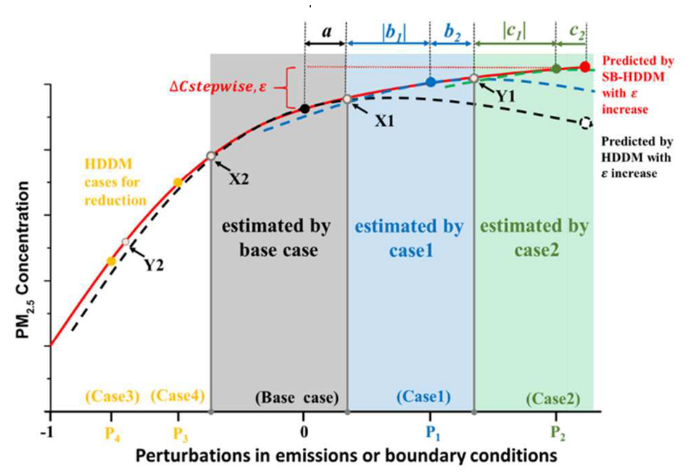 a |b₁| b₂ |c₁| c₂
ΔCstepwise, ε
Predicted by
SB-HDDM
with ε
increase
Predicted by
HDDM with
ε increase
X1
Y1
HDDM
cases for
reduction
X2
Y2
estimated by
base case
estimated by
case1
estimated by
case2
PM₂.₅ Concentration
(Case3) (Case4) (Base case) (Case1) (Case2)
-1 P₄ P₃ 0 P₁ P₂
Perturbations in emissions or boundary conditions